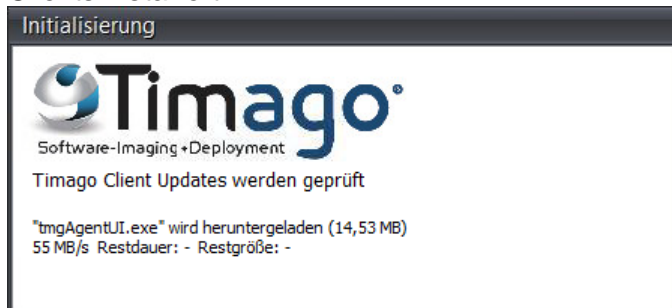 Initialisierung
Timago®
Software-Imaging+Deployment
Timago Client Updates werden geprüft
"tmgAgentUI.exe" wird heruntergeladen (14,53 MB)
55 MB/s Restdauer: - Restgröße: -